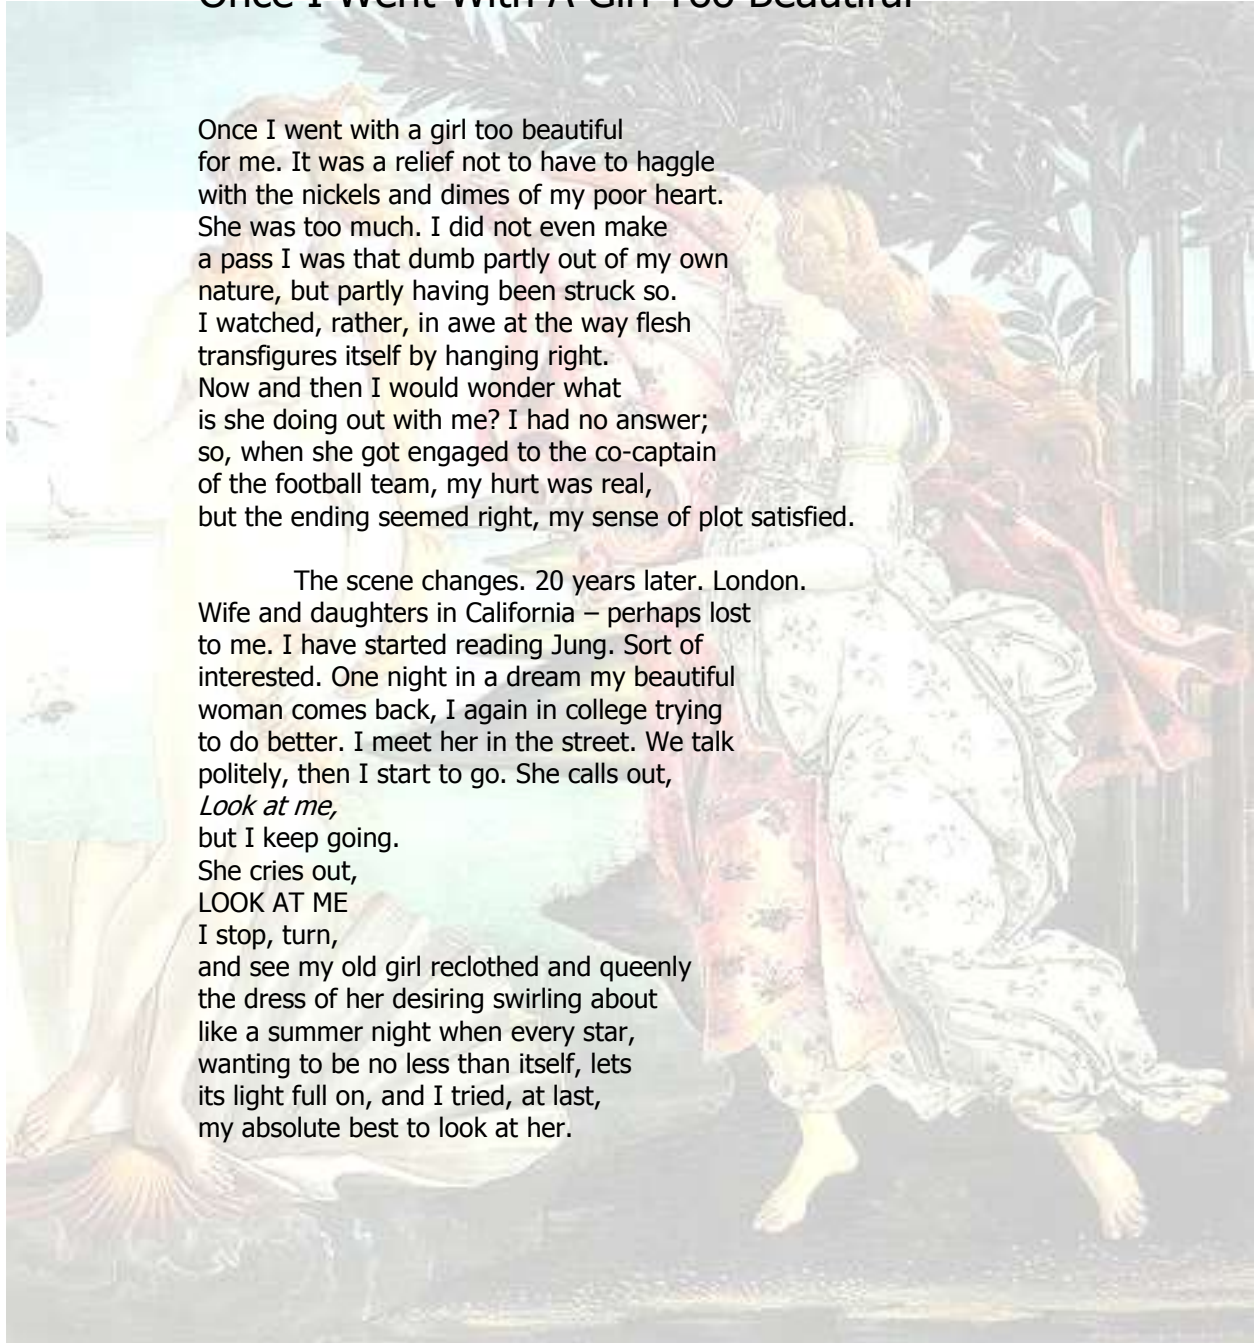 Once I Went With A Girl Too Beautiful
Once I went with a girl too beautiful
for me. It was a relief not to have to haggle
with the nickels and dimes of my poor heart.
She was too much. I did not even make
a pass I was that dumb partly out of my own
nature, but partly having been struck so.
I watched, rather, in awe at the way flesh
transfigures itself by hanging right.
Now and then I would wonder what
is she doing out with me? I had no answer;
so, when she got engaged to the co-captain
of the football team, my hurt was real,
but the ending seemed right, my sense of plot satisfied.
The scene changes. 20 years later. London.
Wife and daughters in California – perhaps lost
to me. I have started reading Jung. Sort of
interested. One night in a dream my beautiful
woman comes back, I again in college trying
to do better. I meet her in the street. We talk
politely, then I start to go. She calls out,
Look at me,
but I keep going.
She cries out,
LOOK AT ME
I stop, turn,
and see my old girl reclothed and queenly
the dress of her desiring swirling about
like a summer night when every star,
wanting to be no less than itself, lets
its light full on, and I tried, at last,
my absolute best to look at her.